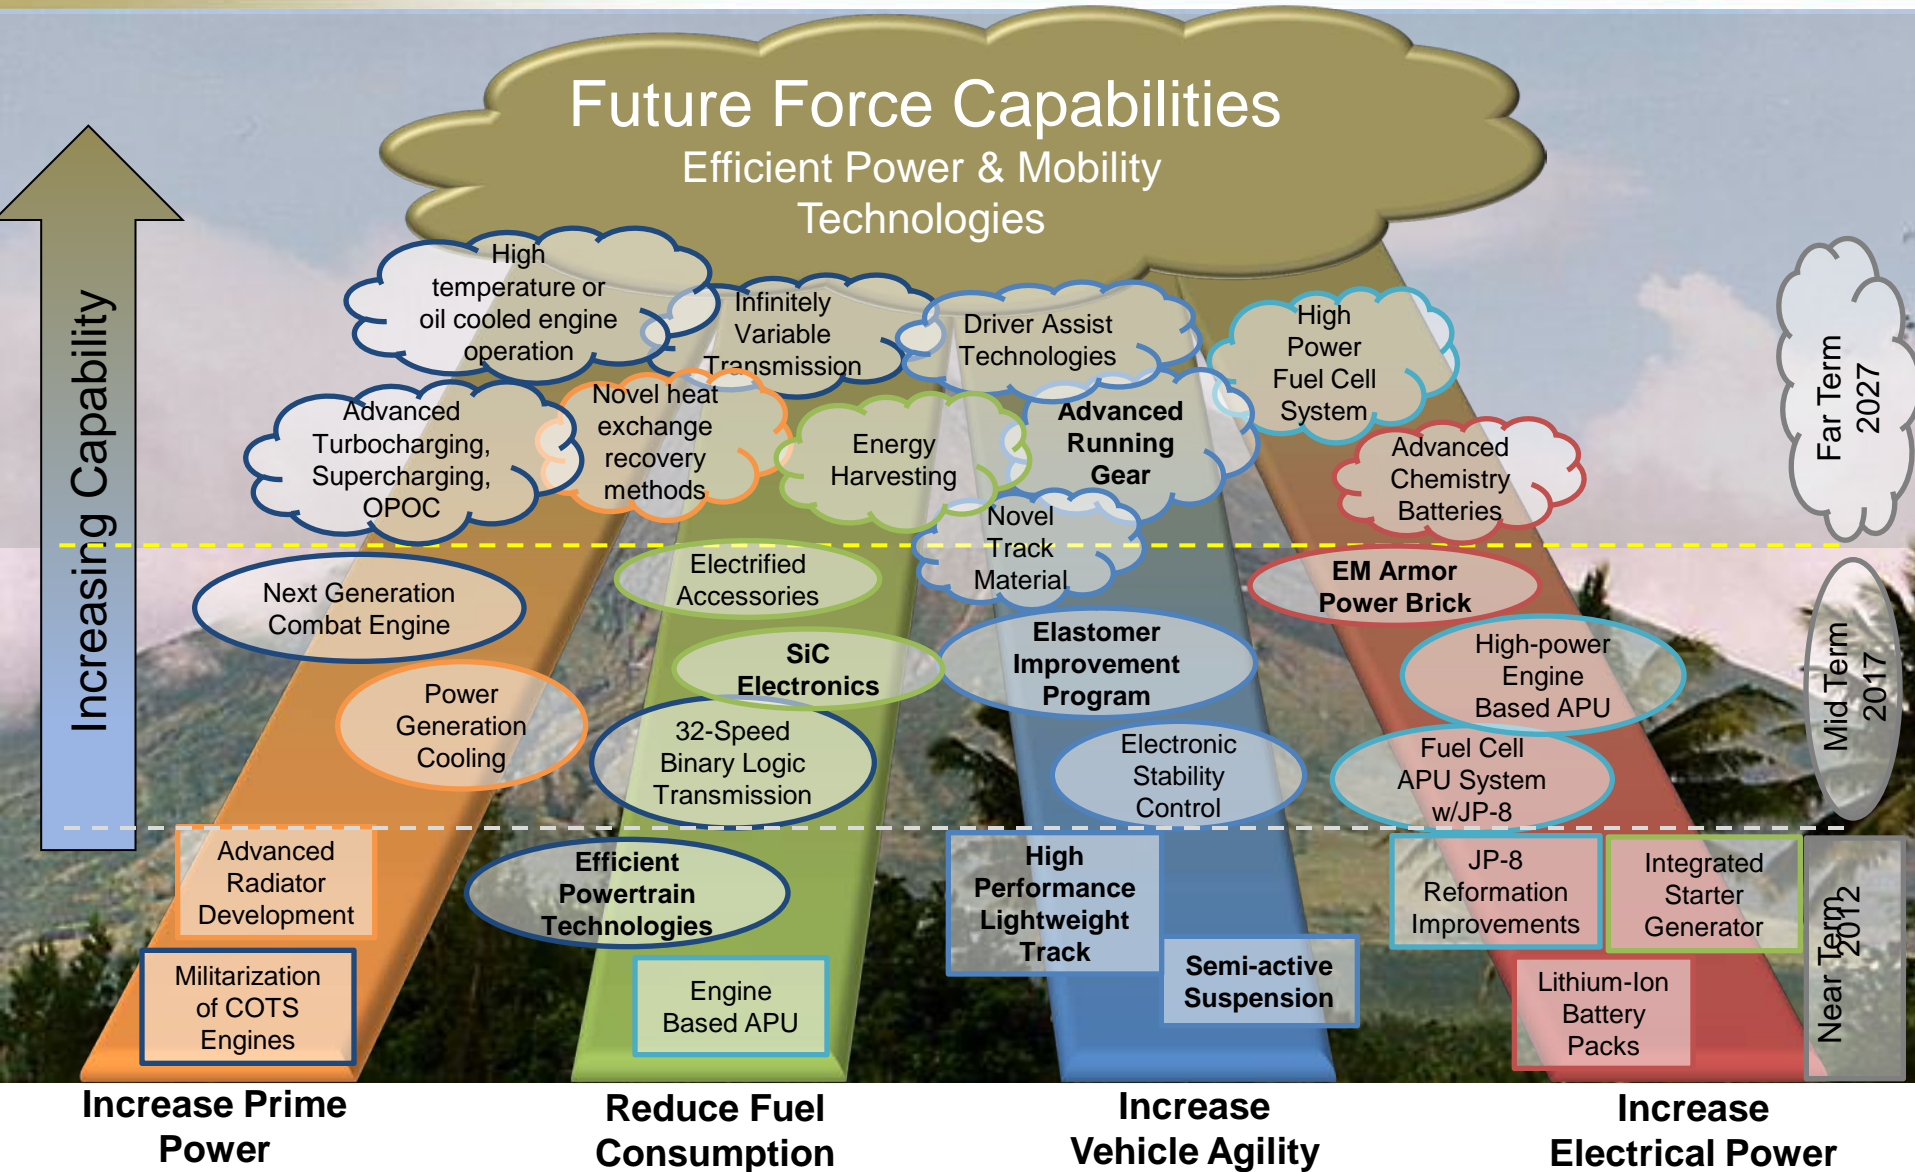 Future Force Capabilities
Efficient Power & Mobility
Technologies
Increasing Capability
High
temperature or
oil cooled engine
operation
Infinitely
Variable
Transmission
Driver Assist
Technologies
High
Power
Fuel Cell
System
Far Term
2027
Advanced
Turbocharging,
Supercharging,
OPOC
Novel heat
exchange
recovery
methods
Energy
Harvesting
Advanced
Running
Gear
Advanced
Chemistry
Batteries
Novel
Track
Material
Next Generation
Combat Engine
Electrified
Accessories
EM Armor
Power Brick
SiC
Electronics
Elastomer
Improvement
Program
High-power
Engine
Based APU
Mid Term
2017
Power
Generation
Cooling
32-Speed
Binary Logic
Transmission
Electronic
Stability
Control
Fuel Cell
APU System
w/JP-8
Advanced
Radiator
Development
Efficient
Powertrain
Technologies
High
Performance
Lightweight
Track
JP-8
Reformation
Improvements
Integrated
Starter
Generator
Near Term
2012
Militarization
of COTS
Engines
Engine
Based APU
Semi-active
Suspension
Lithium-Ion
Battery
Packs
Increase Prime
Power
Reduce Fuel
Consumption
Increase
Vehicle Agility
Increase
Electrical Power